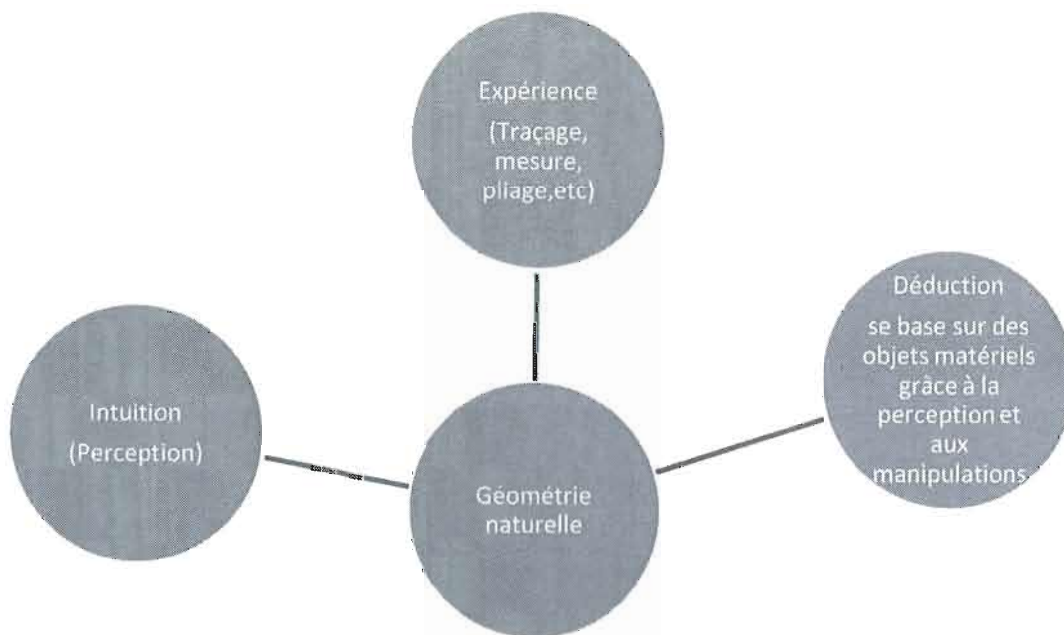 Expérience
(Traçage,
mesure,
pliage,etc)
Déduction
se base sur des
objets matériels
grâce à la
perception et
aux
manipulations
Intuition
(Perception)
Géométrie
naturelle